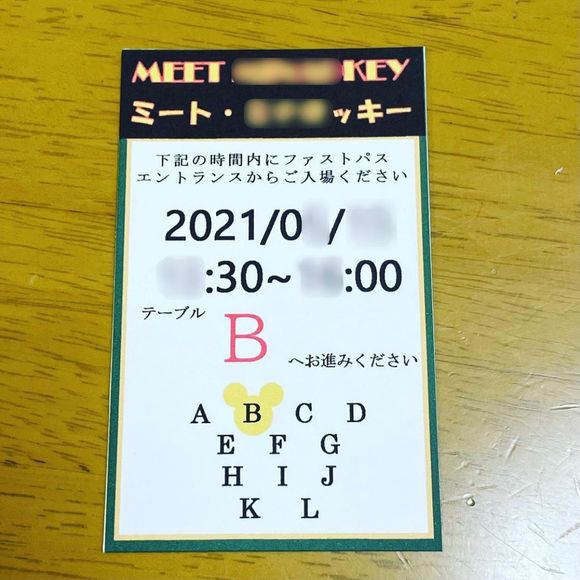 MEET KEY
ミート・ッキー
下記の時間内にファストパス
エントランスからご入場ください
2021/0 /
:30~ :00
テーブル
B
へお進みください
A B C D
E F G
H I J
K L